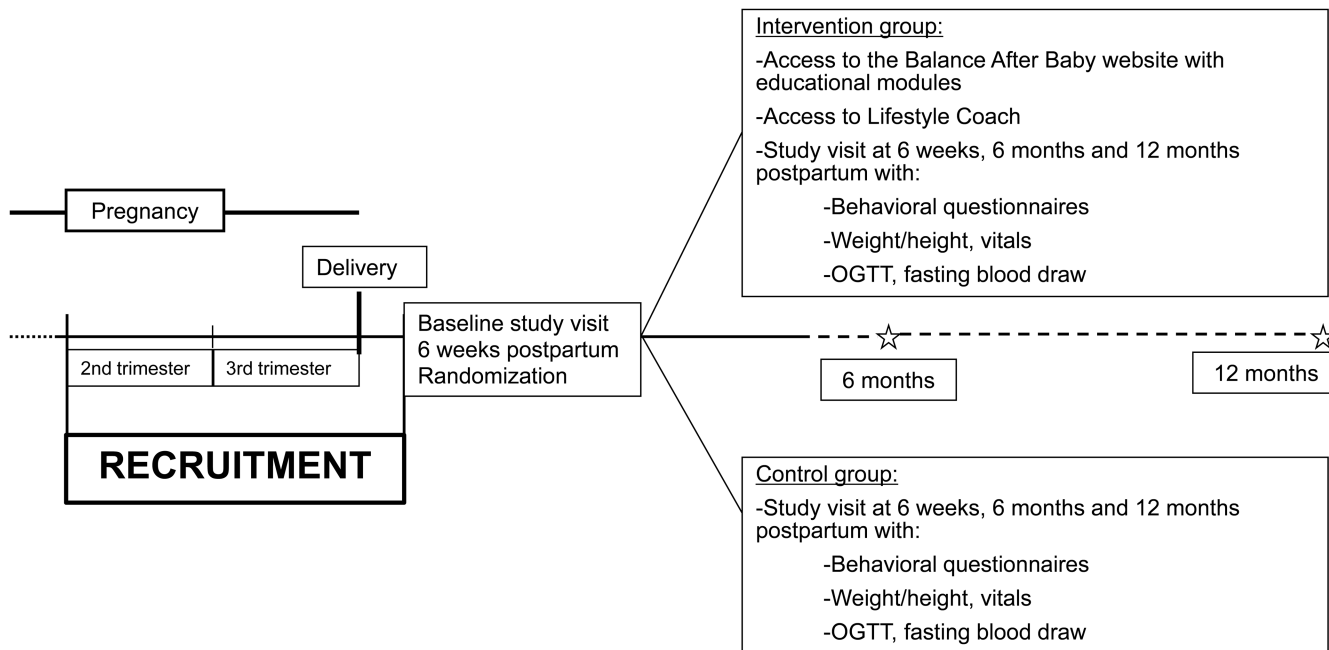 Intervention group:
-Access to the Balance After Baby website with
educational modules
-Access to Lifestyle Coach
-Study visit at 6 weeks, 6 months and 12 months
postpartum with:
-Behavioral questionnaires
-Weight/height, vitals
-OGTT, fasting blood draw
Pregnancy
Delivery
Baseline study visit
6 weeks postpartum
Randomization
2nd trimester
3rd trimester
6 months
12 months
RECRUITMENT
Control group:
-Study visit at 6 weeks, 6 months and 12 months
postpartum with:
-Behavioral questionnaires
-Weight/height, vitals
-OGTT, fasting blood draw